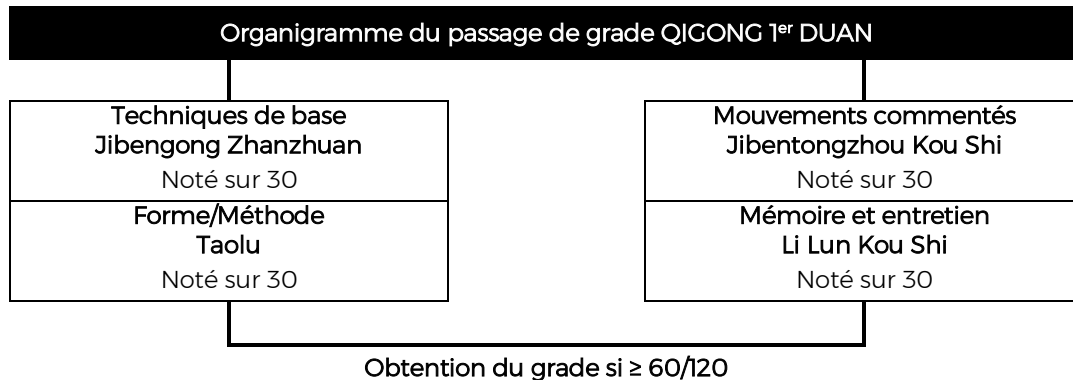 Organigramme du passage de grade QIGONG 1er DUAN
Techniques de base
Jibengong Zhanzhuan
Noté sur 30
Forme/Méthode
Taolu
Noté sur 30
Mouvements commentés
Jibentongzhou Kou Shi
Noté sur 30
Mémoire et entretien
Li Lun Kou Shi
Noté sur 30
Obtention du grade si ≥ 60/120